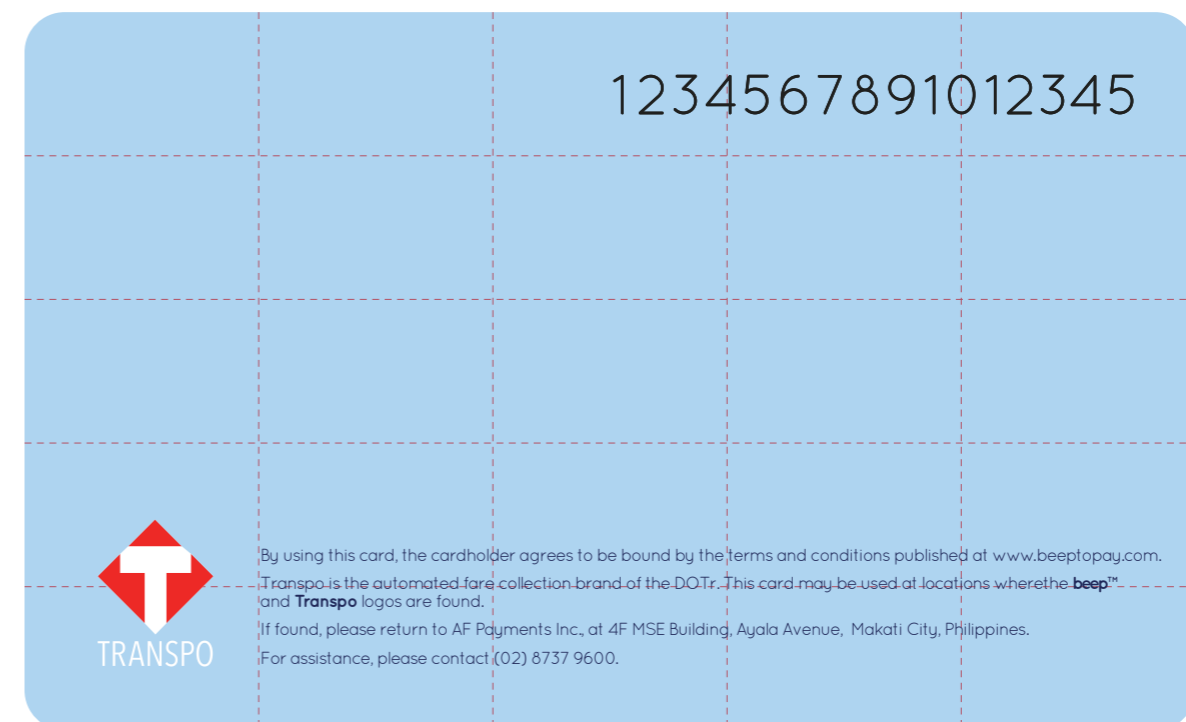 1234567891012345
By using this card, the cardholder agrees to be bound by the terms and conditions published at www.beeptopay.com.
Transpo is the automated fare collection brand of the DOTr. This card may be used at locations wherethe beep™
and Transpo logos are found.
If found, please return to AF Payments Inc., at 4F MSE Building, Ayala Avenue, Makati City, Philippines.
For assistance, please contact (02) 8737 9600.
T
TRANSPO